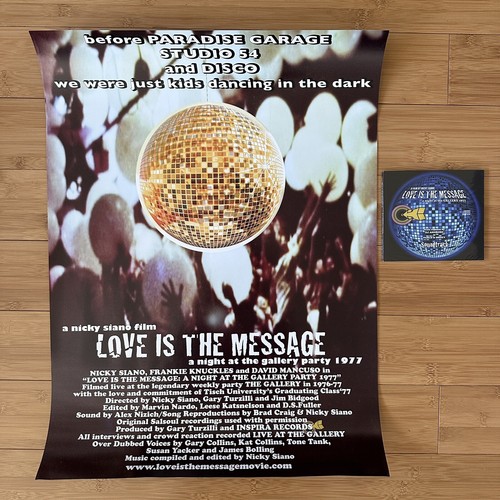 before PARADISE GARAGE
STUDIO 54
and DISCO
we were just kids dancing in the dark
a nicky siano film
LOVE IS THE MESSAGE
a night at the gallery party 1977
NICKY SIANO, FRANKIE KNUCKLES and DAVID MANCUSO in
"LOVE IS THE MESSAGE: A NIGHT AT THE GALLERY PARTY 1977"
Filmed live at the legendary weekly party THE GALLERY in 1976-77
with the love and commitment of Tisch University's Graduating Class'77
Directed by Nicky Siano, Gary Turzilli and Jim Bidgood
Edited by Marvin Nardo, Leese Katsnelson and D.S.Fuller
Sound by Alex Nizich/Song Reproductions by Brad Craig & Nicky Siano
Original Salsoul recordings used with permission
Produced by Gary Turzilli and INSPIRA RECORDS
All interviews and crowd reaction recorded LIVE AT THE GALLERY
Over Dubbed Voices by Gary Collins, Kat Collins, Tone Tank,
Susan Yacker and James Bolling
Music compiled and edited by Nicky Siano
www.loveisthemessagemovie.com
LOVE IS THE MESSAGE
Soundtrack